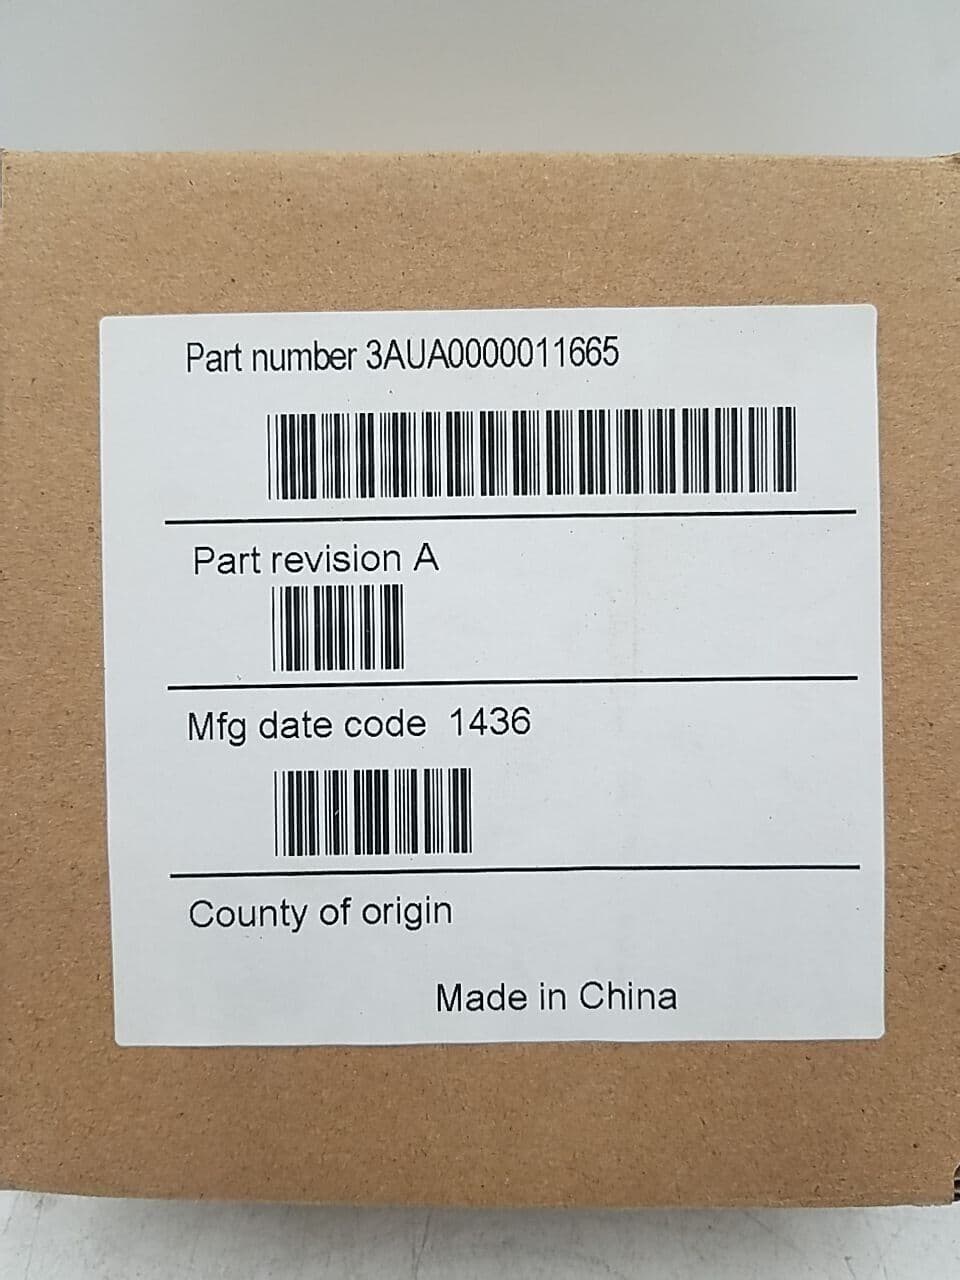 Part number 3AUA0000011665
Part revision A
Mfg date code 1436
County of origin
Made in China